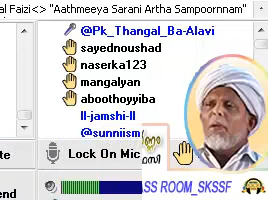 al Faizi<> "Aathmeeya Sarani Artha Sampoornnam"
@Pk_Thangal_Ba-Alavi
sayednoushad
naserka123
mangalyan
aboothoyyiba
ll-jamshi-ll
@sunniism
te
Lock On Mic
ASS ROOM_SKSSF
end